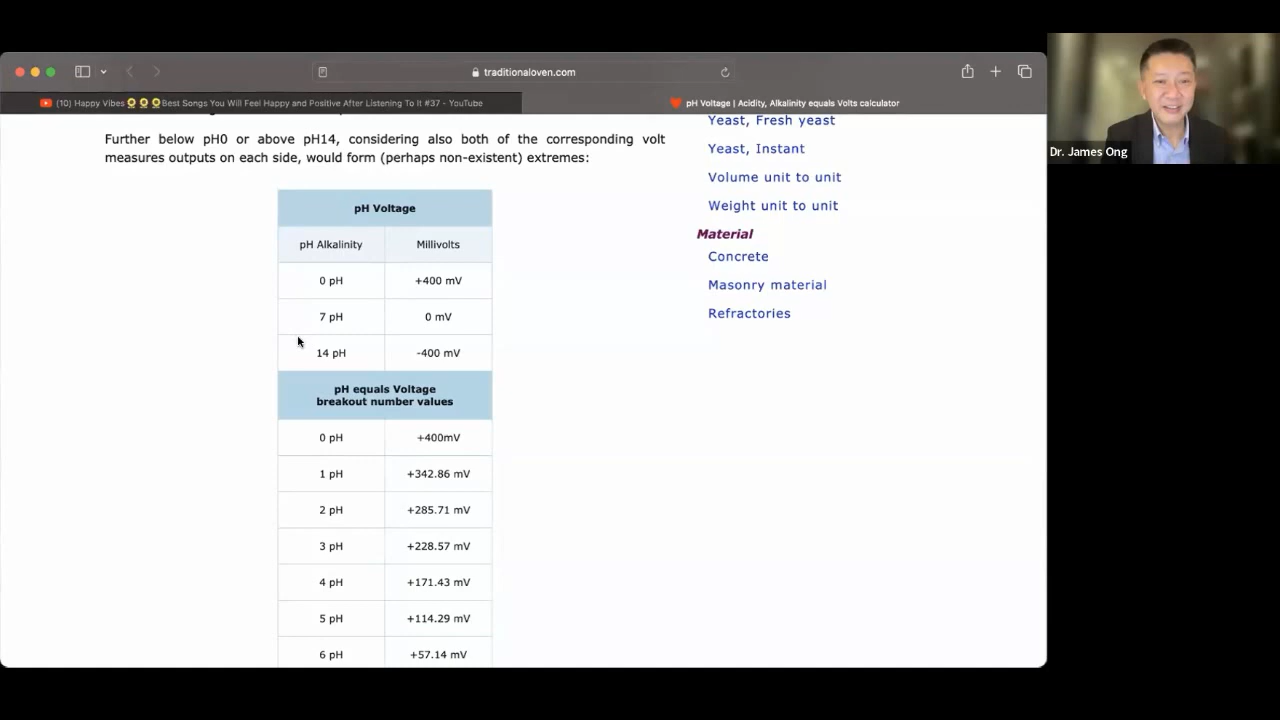 traditionaloven.com
(10) Happy Vibes 🌻🌻🌻Best Songs You Will Feel Happy and Positive After Listening To It #37 - YouTube
pH Voltage | Acidity, Alkalinity equals Volts calculator
Further below pH0 or above pH14, considering also both of the corresponding volt
measures outputs on each side, would form (perhaps non-existent) extremes:
pH Voltage
pH Alkalinity Millivolts
0 pH +400 mV
7 pH 0 mV
14 pH -400 mV
pH equals Voltage
breakout number values
0 pH +400mV
1 pH +342.86 mV
2 pH +285.71 mV
3 pH +228.57 mV
4 pH +171.43 mV
5 pH +114.29 mV
6 pH +57.14 mV
Yeast, Fresh yeast
Yeast, Instant
Volume unit to unit
Weight unit to unit
Material
Concrete
Masonry material
Refractories
Dr. James Ong